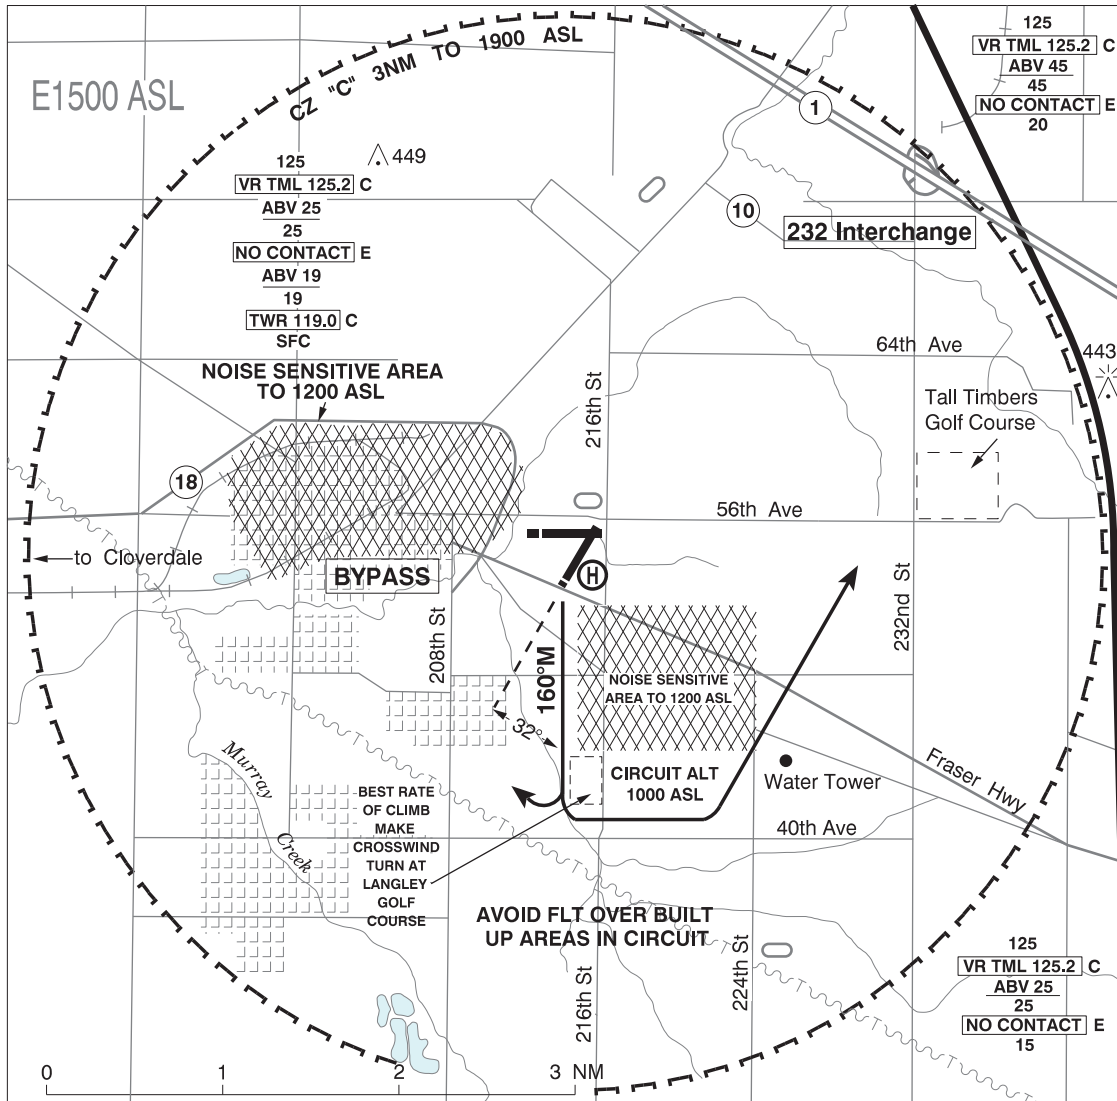 CZ "C" 3NM TO 1900 ASL
E1500 ASL
125
VR TML 125.2 C
ABV 45
45
NO CONTACT E
20
1
449
125
VR TML 125.2 C
ABV 25
25
NO CONTACT E
ABV 19
19
TWR 119.0 C
SFC
10
232 Interchange
64th Ave
443
NOISE SENSITIVE AREA
TO 1200 ASL
216th St
Tall Timbers
Golf Course
18
56th Ave
to Cloverdale
BYPASS
H
232nd St
208th St
160°M
NOISE SENSITIVE
AREA TO 1200 ASL
32°
Murray
Creek
CIRCUIT ALT
1000 ASL
Water Tower
Fraser Hwy
BEST RATE
OF CLIMB
MAKE
CROSSWIND
TURN AT
LANGLEY
GOLF
COURSE
40th Ave
AVOID FLT OVER BUILT
UP AREAS IN CIRCUIT
216th St
224th St
125
VR TML 125.2 C
ABV 25
25
NO CONTACT E
15
0 1 2 3 NM
T T T T T T T T T T T T T T T T